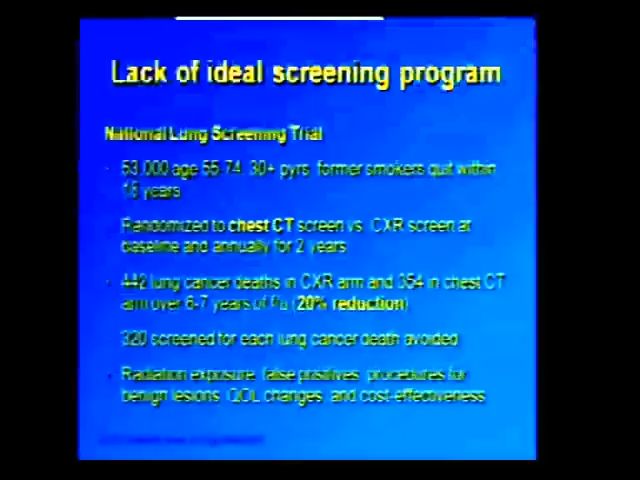 Lack of ideal screening program
National Lung Screening Trial
53,000 age 55-74, 30+ pyrs, former smokers quit within
15 years
Randomized to chest CT screen vs. CXR screen at
baseline and annually for 2 years
442 lung cancer deaths in CXR arm and 354 in chest CT
arm over 6-7 years of f/u (20% reduction)
320 screened for each lung cancer death avoided
Radiation exposure, false positives, procedures for
benign lesions, QOL changes, and cost-effectiveness